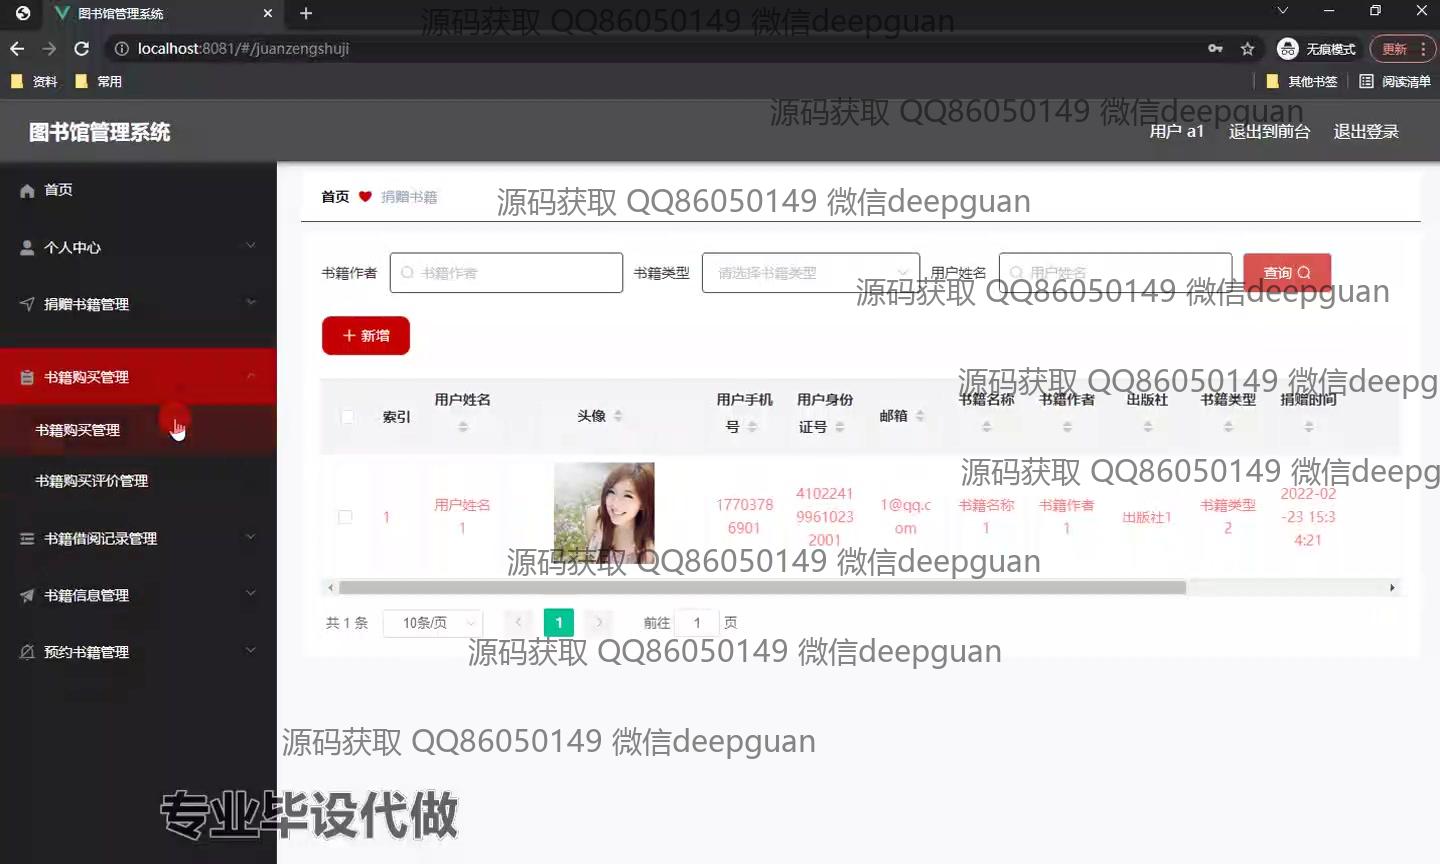 图书馆管理系统
源码获取 QQ86050149 微信deepguan
localhost:8081/#/juanzengshuji
无痕模式
更新
资料
常用
其他书签
阅读清单
源码获取 QQ86050149 微信deepguan
图书馆管理系统
用户 a1
退出到前台
退出登录
首页
个人中心
捐赠书籍管理
书籍购买管理
书籍购买管理
书籍购买评价管理
书籍借阅记录管理
书籍信息管理
预约书籍管理
首页
捐赠书籍
源码获取 QQ86050149 微信deepguan
书籍作者
书籍作者
书籍类型
请选择书籍类型
用户姓名
用户姓名
查询
源码获取 QQ86050149 微信deepguan
新增
源码获取 QQ86050149 微信deepg
索引
用户姓名
头像
用户手机
号
用户身份
证号
邮箱
书籍名称
书籍作者
出版社
书籍类型
捐赠时间
源码获取 QQ86050149 微信deepg
1
用户姓名
1
1770378
6901
4102241
9961023
2001
1@qq.c
om
书籍名称
1
书籍作者
1
出版社1
书籍类型
2
2022-02
-23 15:3
4:21
源码获取 QQ86050149 微信deepguan
共 1 条
10条/页
1
前往
1
页
源码获取 QQ86050149 微信deepguan
源码获取 QQ86050149 微信deepguan
专业毕设代做